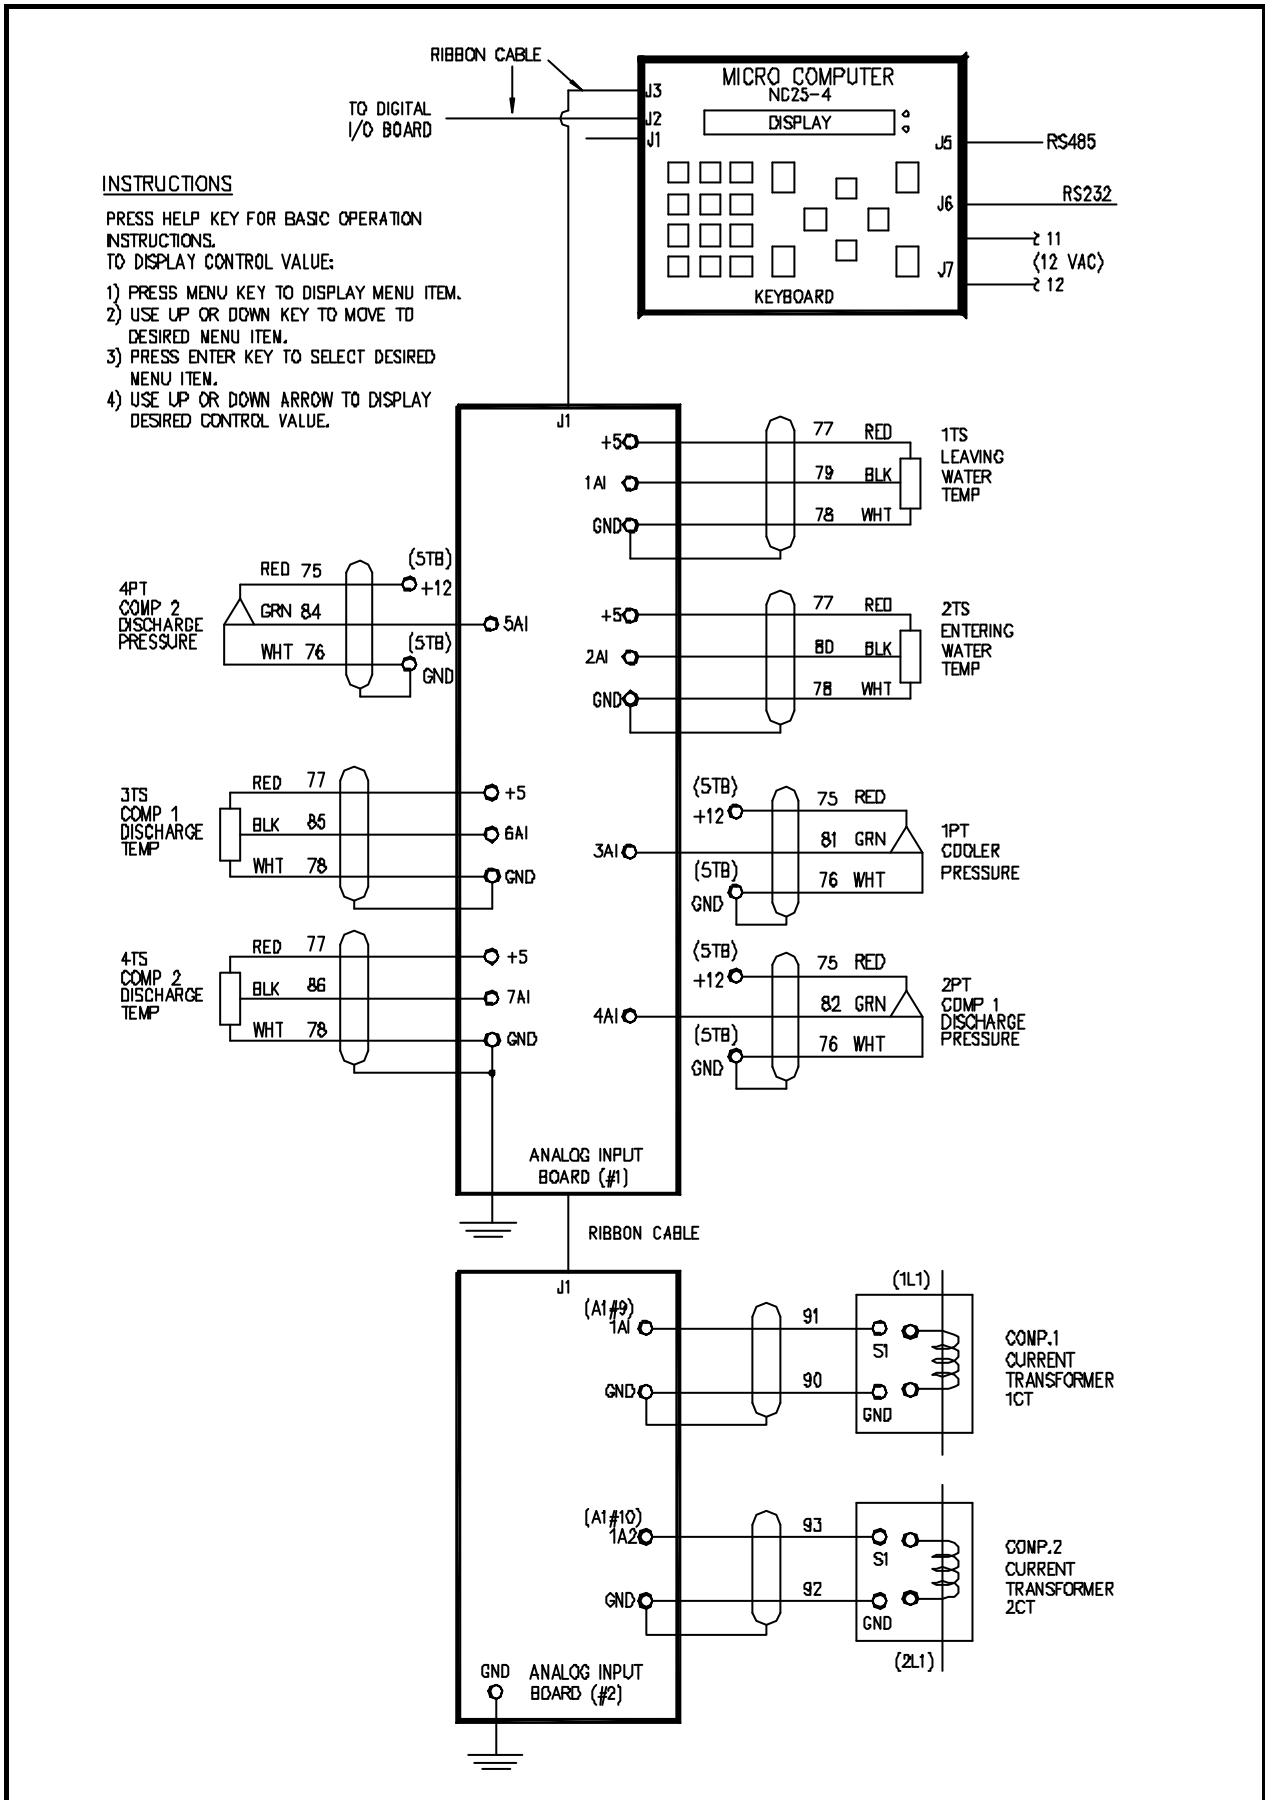 RIBBON CABLE
TO DIGITAL
I/O BOARD
MICRO COMPUTER
NC25-4
DISPLAY
J3
J2
J1
J5
RS485
J6
RS232
11
(12 VAC)
J7
12
KEYBOARD
INSTRUCTIONS
PRESS HELP KEY FOR BASIC OPERATION
INSTRUCTIONS.
TO DISPLAY CONTROL VALUE:
1) PRESS MENU KEY TO DISPLAY MENU ITEM.
2) USE UP OR DOWN KEY TO MOVE TO
DESIRED MENU ITEM.
3) PRESS ENTER KEY TO SELECT DESIRED
MENU ITEM.
4) USE UP OR DOWN ARROW TO DISPLAY
DESIRED CONTROL VALUE.
J1
+5
77 RED
1AI
79 BLK
GND
78 WHT
1TS
LEAVING
WATER
TEMP
4PT
COMP 2
DISCHARGE
PRESSURE
RED 75
(5TB)
+12
GRN 84
5AI
WHT 76
(5TB)
GND
+5
77 RED
2AI
80 BLK
GND
78 WHT
2TS
ENTERING
WATER
TEMP
3TS
COMP 1
DISCHARGE
TEMP
RED 77
+5
BLK 85
6AI
WHT 78
GND
(5TB)
+12
75 RED
3AI
81 GRN
(5TB)
GND
76 WHT
1PT
COOLER
PRESSURE
4TS
COMP 2
DISCHARGE
TEMP
RED 77
+5
BLK 86
7AI
WHT 78
GND
(5TB)
+12
75 RED
4AI
82 GRN
(5TB)
GND
76 WHT
2PT
COMP 1
DISCHARGE
PRESSURE
ANALOG INPUT
BOARD (#1)
RIBBON CABLE
J1
(A1#9)
1AI
91
S1
GND
90
GND
(1L1)
COMP.1
CURRENT
TRANSFORMER
1CT
(A1#10)
1A2
93
S1
GND
92
GND
(2L1)
COMP.2
CURRENT
TRANSFORMER
2CT
GND
ANALOG INPUT
BOARD (#2)